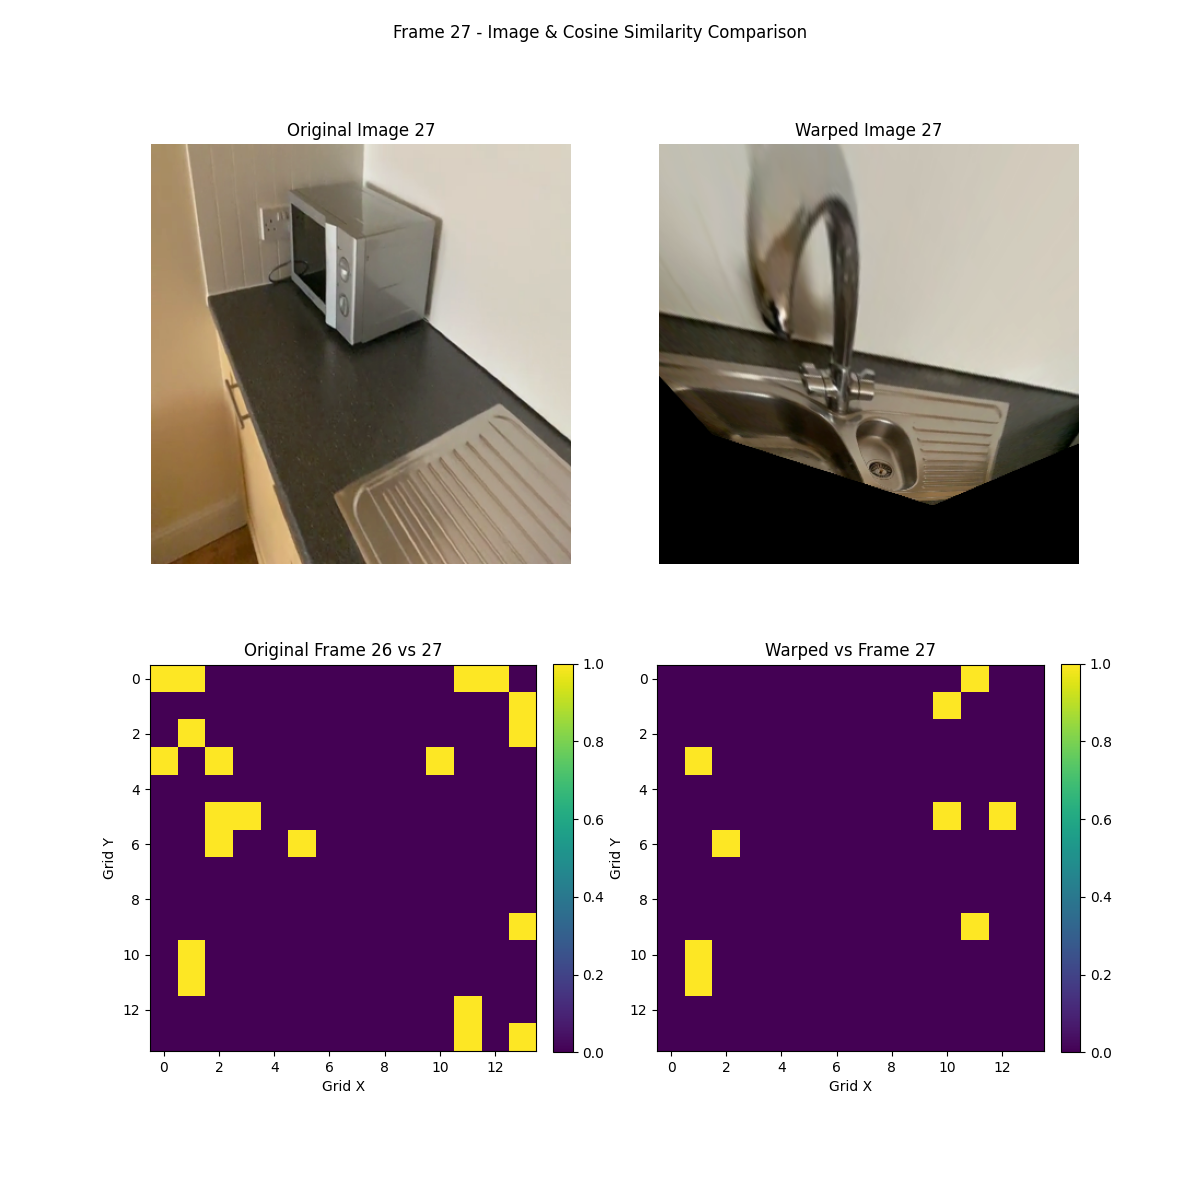 Frame 27 - Image & Cosine Similarity Comparison
Original Image 27
Warped Image 27
Original Frame 26 vs 27
Warped vs Frame 27
0
2
4
6
8
10
12
Grid Y
0 2 4 6 8 10 12
Grid X
1.0
0.8
0.6
0.4
0.2
0.0
0
2
4
6
8
10
12
Grid Y
0 2 4 6 8 10 12
Grid X
1.0
0.8
0.6
0.4
0.2
0.0